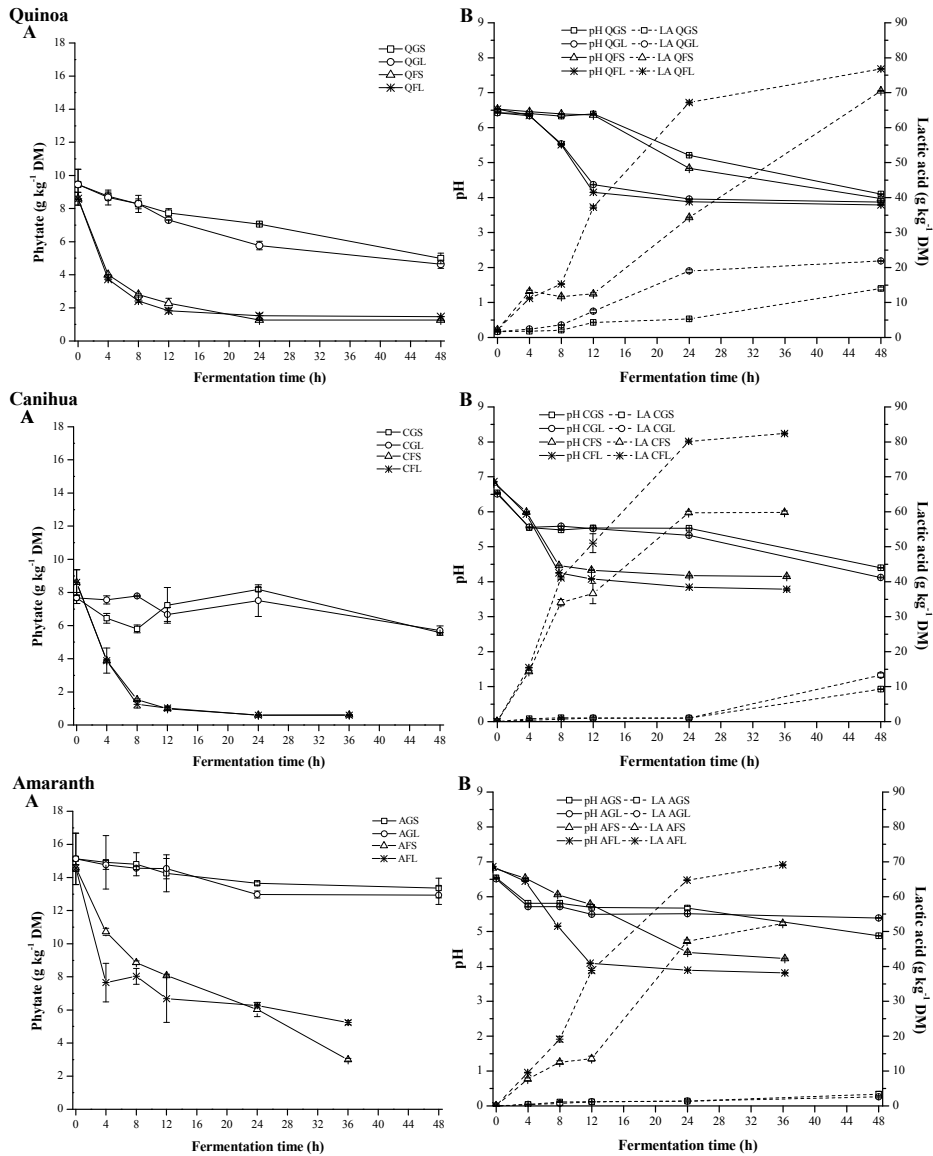 Quinoa
A
18
16
14
12
10
8
6
4
2
0
Phytate (g kg-1 DM)
QGS
QGL
QFS
QFL
0 4 8 12 16 20 24 28 32 36 40 44 48
Fermentation time (h)
B
9
8
7
6
5
4
3
2
1
0
pH
pH QGS LA QGS
pH QGL LA QGL
pH QFS LA QFS
pH QFL LA QFL
90
80
70
60
50
40
30
20
10
0
Lactic acid (g kg-1 DM)
0 4 8 12 16 20 24 28 32 36 40 44 48
Fermentation time (h)
Canihua
A
18
16
14
12
10
8
6
4
2
0
Phytate (g kg-1 DM)
CGS
CGL
CFS
CFL
0 4 8 12 16 20 24 28 32 36 40 44 48
Fermentation time (h)
B
9
8
7
6
5
4
3
2
1
0
pH
pH CGS LA CGS
pH CGL LA CGL
pH CFS LA CFS
pH CFL LA CFL
90
80
70
60
50
40
30
20
10
0
Lactic acid (g kg-1 DM)
0 4 8 12 16 20 24 28 32 36 40 44 48
Fermentation time (h)
Amaranth
A
18
16
14
12
10
8
6
4
2
0
Phytate (g kg-1 DM)
AGS
AGL
AFS
AFL
0 4 8 12 16 20 24 28 32 36 40 44 48
Fermentation time (h)
B
9
8
7
6
5
4
3
2
1
0
pH
pH AGS LA AGS
pH AGL LA AGL
pH AFS LA AFS
pH AFL LA AFL
90
80
70
60
50
40
30
20
10
0
Lactic acid (g kg-1 DM)
0 4 8 12 16 20 24 28 32 36 40 44 48
Fermentation time (h)